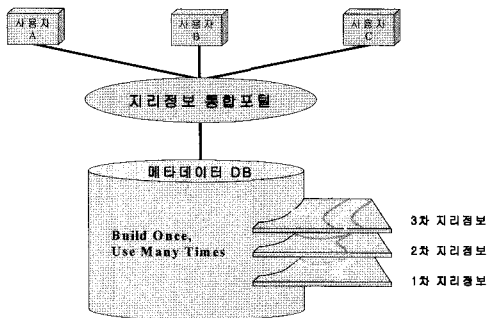 사용자
A
사용자
B
사용자
C
지리정보 통합포털
메타데이터 DB
Build Once,
Use Many Times
3차 지리정보
2차 지리정보
1차 지리정보